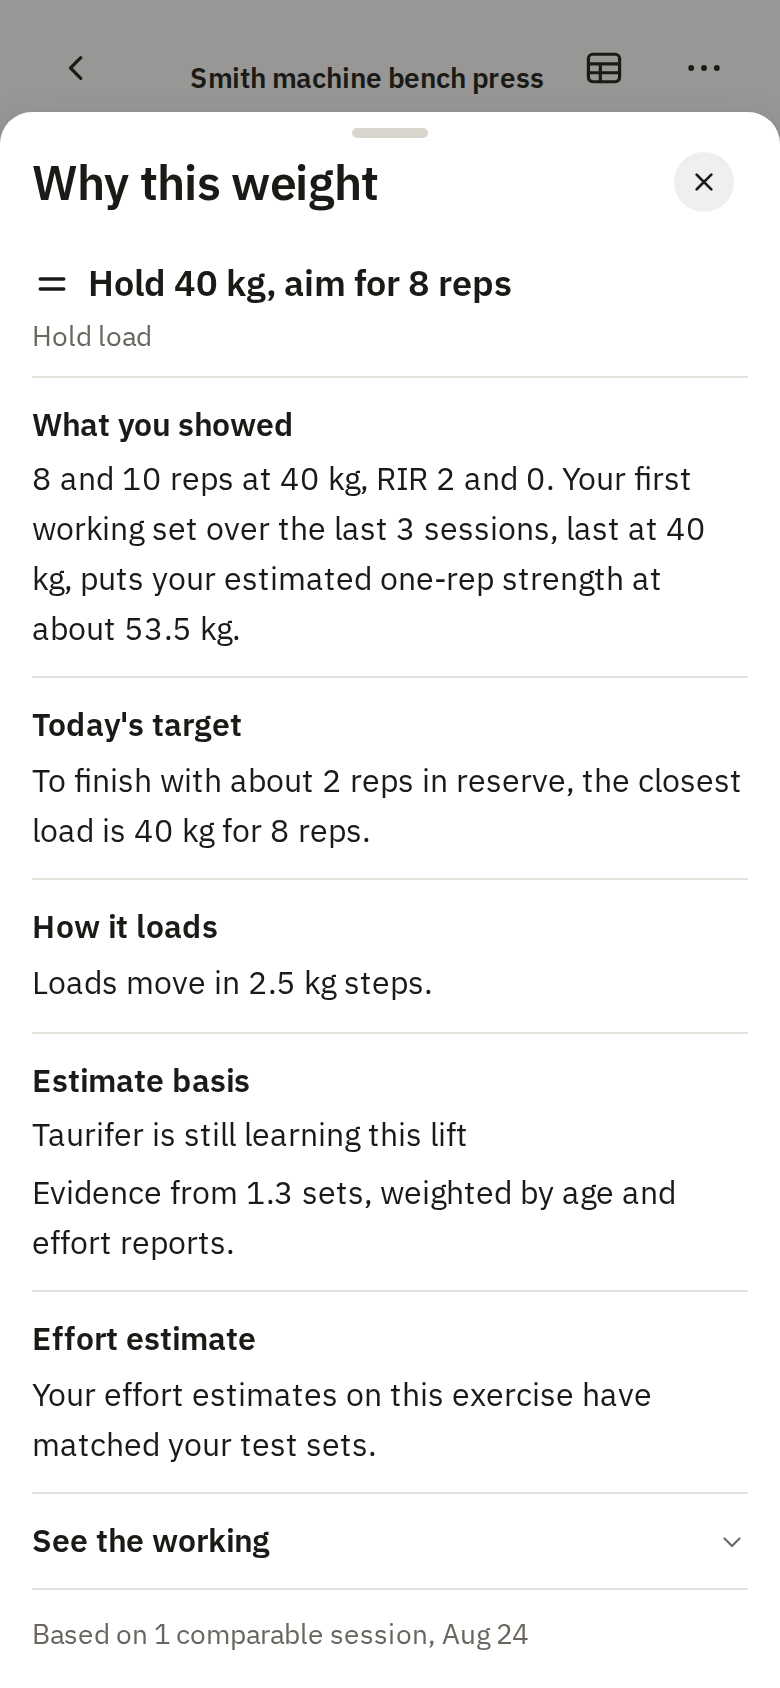 Smith machine bench press
Why this weight
Hold 40 kg, aim for 8 reps
Hold load
What you showed
8 and 10 reps at 40 kg, RIR 2 and 0. Your first
working set over the last 3 sessions, last at 40
kg, puts your estimated one-rep strength at
about 53.5 kg.
Today's target
To finish with about 2 reps in reserve, the closest
load is 40 kg for 8 reps.
How it loads
Loads move in 2.5 kg steps.
Estimate basis
Taurifer is still learning this lift
Evidence from 1.3 sets, weighted by age and
effort reports.
Effort estimate
Your effort estimates on this exercise have
matched your test sets.
See the working
Based on 1 comparable session, Aug 24